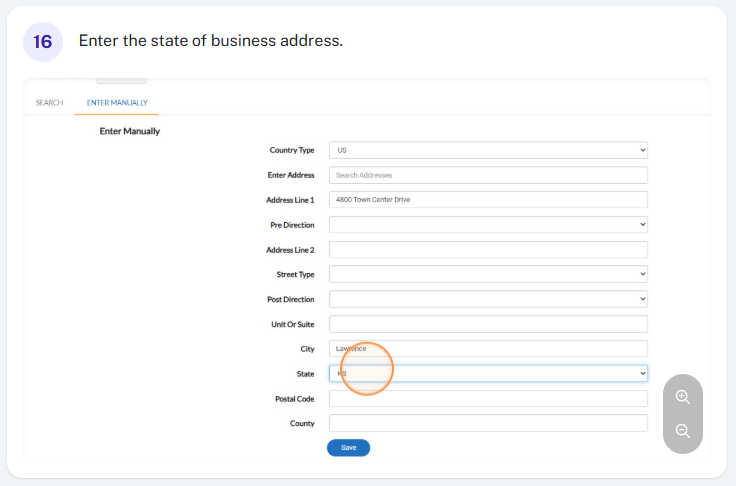 16 Enter the state of business address.
SEARCH ENTER MANUALLY
Enter Manually
Country Type US
Enter Address Search Addresses
Address Line 1 4800 Town Center Drive
Pre Direction
Address Line 2
Street Type
Post Direction
Unit Or Suite
City Lawrence
State KS
Postal Code
County
Save